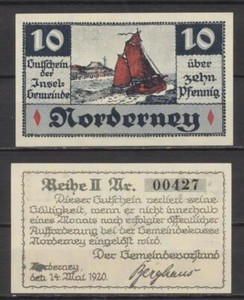 10 10
Gutschein der Insel-Gemeinde
über zehn Pfennig
Norderney
Reihe II Nr. 00427
Dieser Gutschein verliert seine
Gültigkeit, wenn er nicht innerhalb
eines Monats nach erfolgter öffentlicher
Aufforderung bei der Gemeindekasse
Norderney eingelöst wird.
Der Gemeindevorstand
Norderney
den 14. Mai 1920.
Berghaus